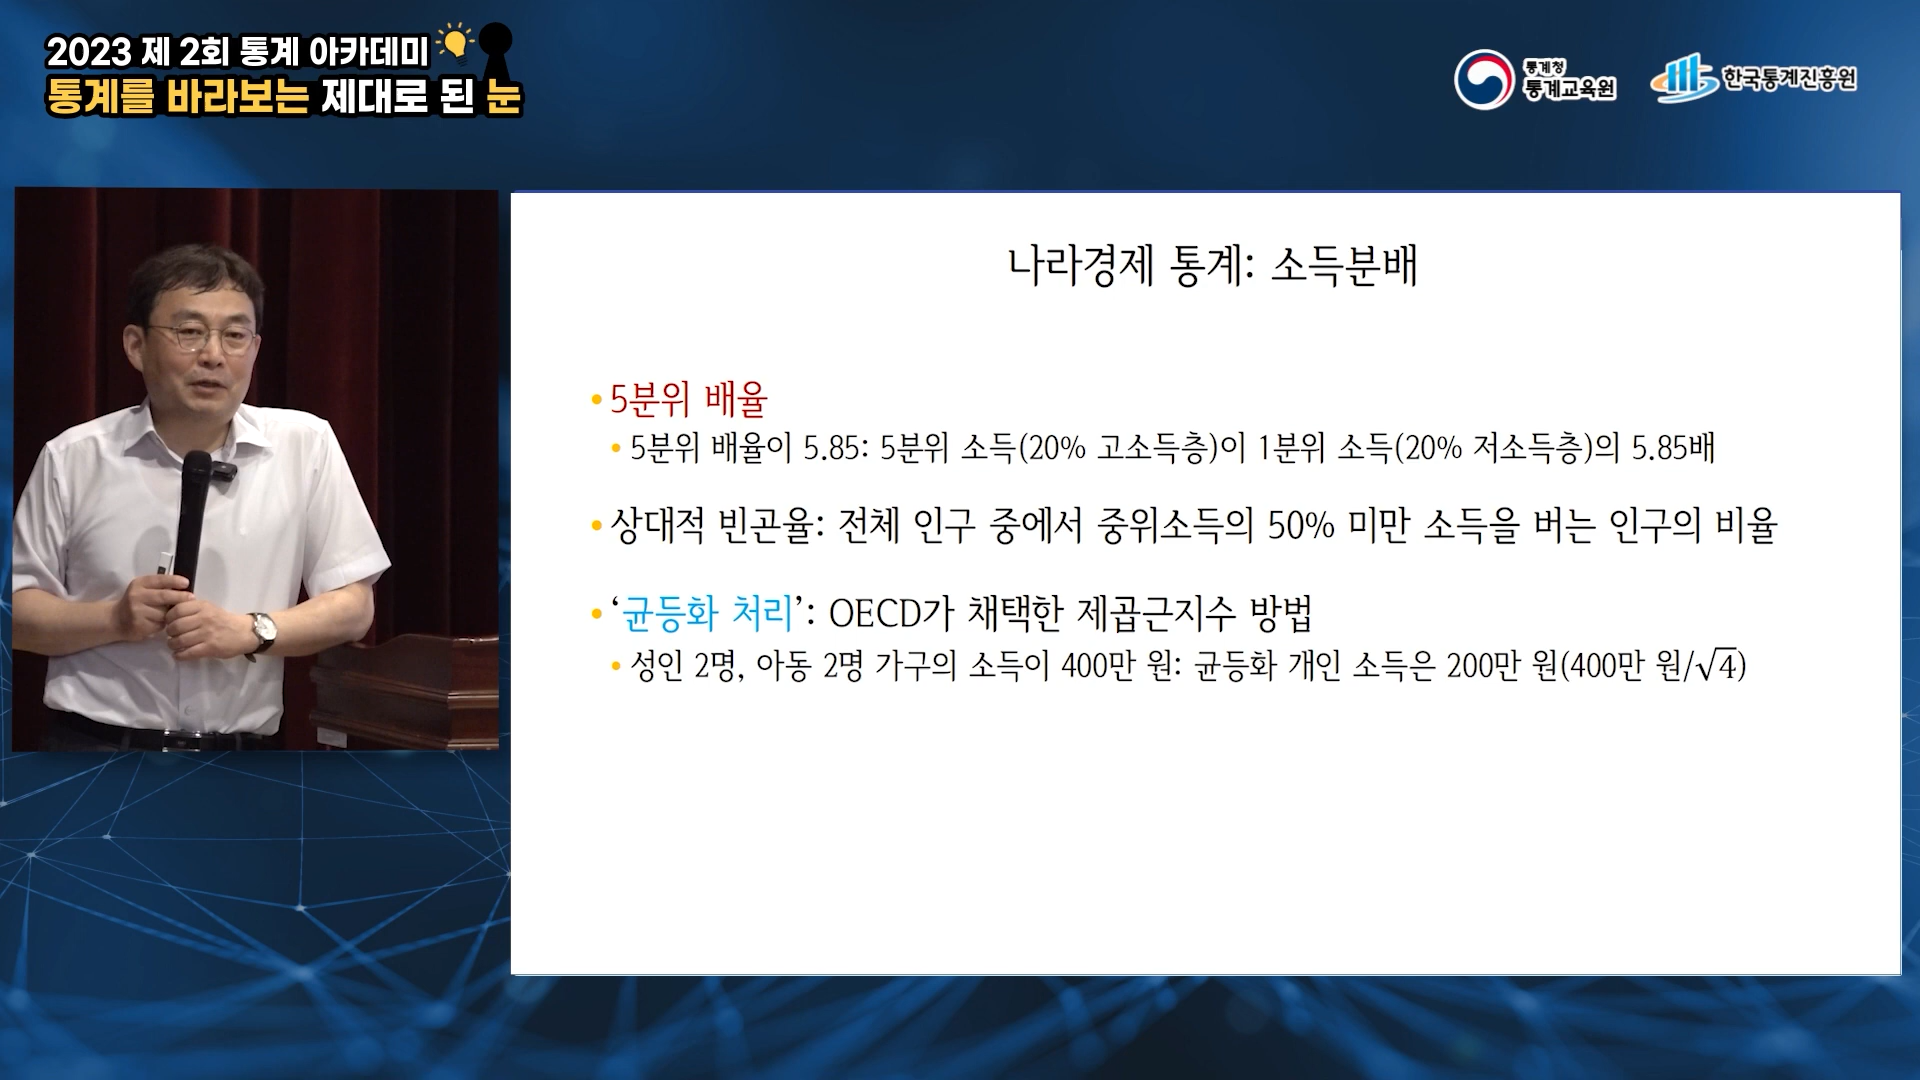 2023 제 2회 통계 아카데미
통계를 바라보는 제대로 된 눈
통계청
통계교육원
한국통계진흥원
나라경제 통계: 소득분배
• 5분위 배율
• 5분위 배율이 5.85: 5분위 소득(20% 고소득층)이 1분위 소득(20% 저소득층)의 5.85배
• 상대적 빈곤율: 전체 인구 중에서 중위소득의 50% 미만 소득을 버는 인구의 비율
• ‘균등화 처리’: OECD가 채택한 제곱근지수 방법
• 성인 2명, 아동 2명 가구의 소득이 400만 원: 균등화 개인 소득은 200만 원(400만 원/√4)